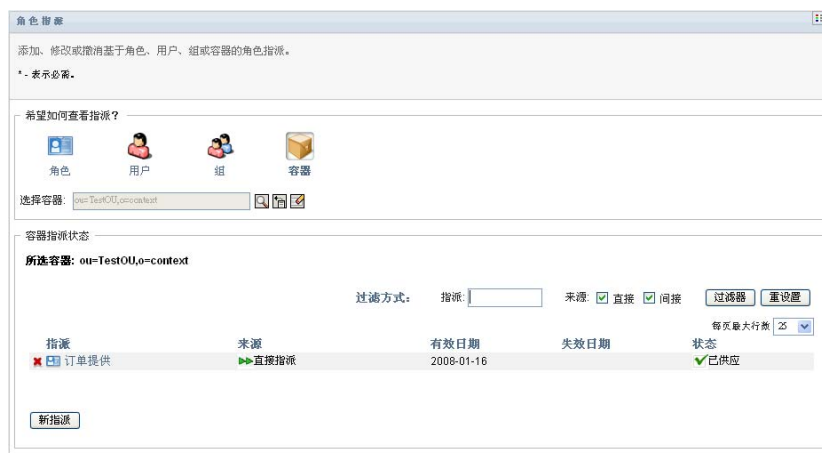 角色指派
添加、修改或撤消基于角色、用户、组或容器的角色指派。
* - 表示必需。
希望如何查看指派?
角色 用户 组 容器
选择容器: ou=TestOU,o=context
容器指派状态
所选容器: ou=TestOU,o=context
过滤方式: 指派: 来源: 直接 间接 过滤器 重设置
每页最大行数 25
指派 来源 有效日期 失效日期 状态
订单提供 直接指派 2008-01-16 已供应
新指派